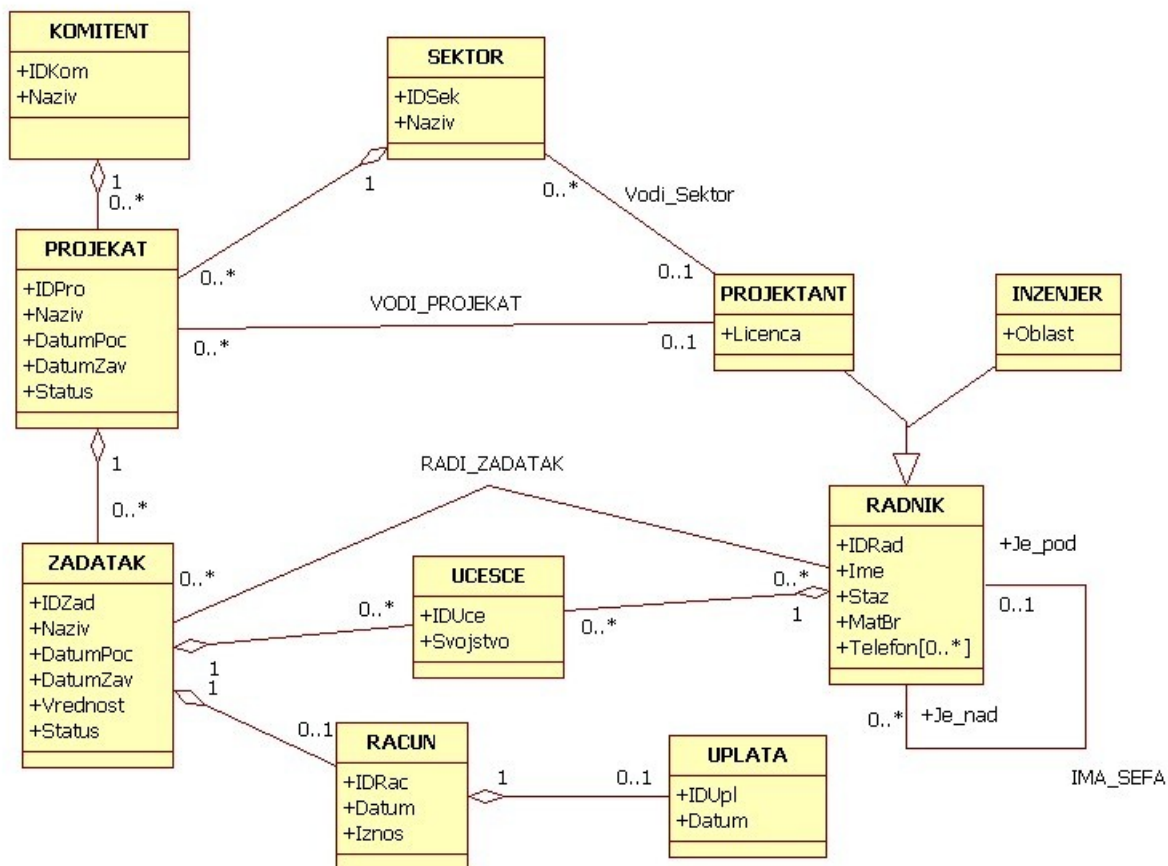 KOMITENT
+IDKom
+Naziv
1
0..*
SEKTOR
+IDSek
+Naziv
1
0..*
0..*
Vodi_Sektor
0..1
PROJEKAT
+IDPro
+Naziv
+DatumPoc
+DatumZav
+Status
VODI_PROJEKAT
0..*
0..1
PROJEKTANT
+Licenca
INZENJER
+Oblast
1
0..*
RADI_ZADATAK
0..*
0..*
ZADATAK
+IDZad
+Naziv
+DatumPoc
+DatumZav
+Vrednost
+Status
UCESCE
+IDUce
+Svojstvo
0..*
1
0..*
1
RADNIK
+IDRad
+Ime
+Staz
+MatBr
+Telefon[0..*]
+Je_pod
0..1
0..*
+Je_nad
IMA_SEFA
1
0..1
RACUN
+IDRac
+Datum
+Iznos
1
0..1
UPLATA
+IDUpl
+Datum